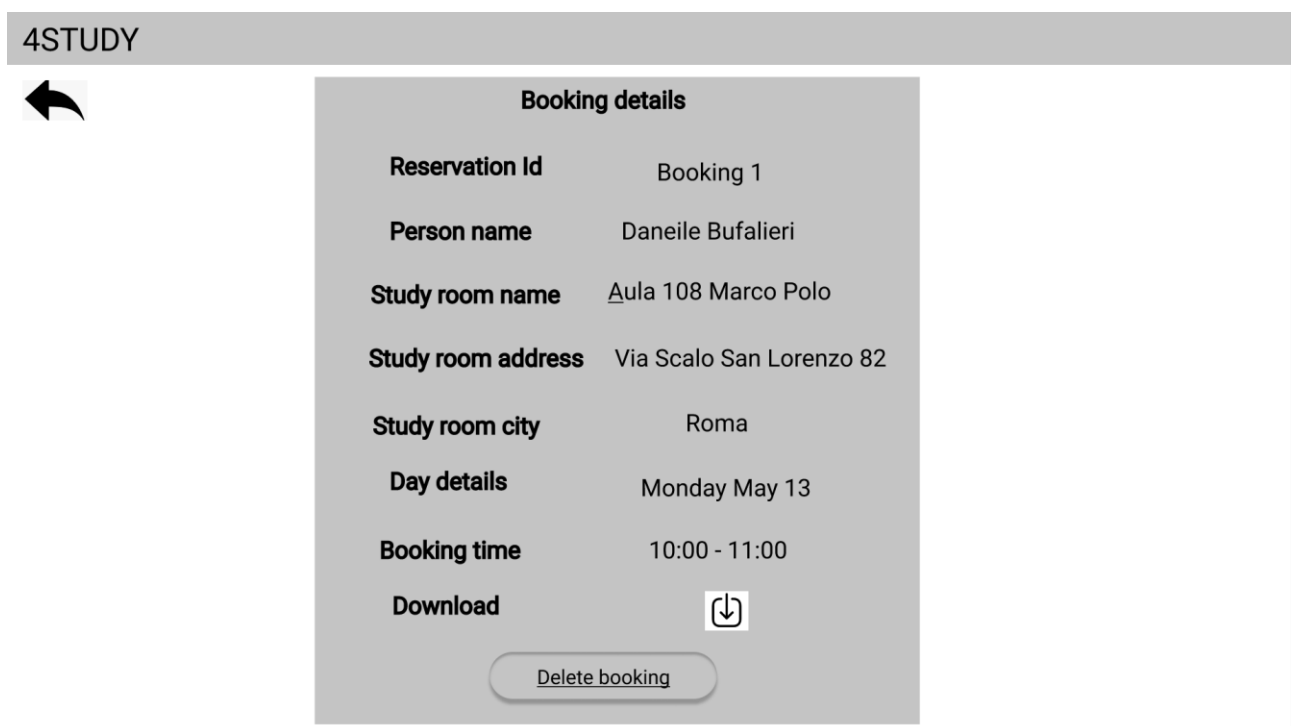 4STUDY
Booking details
Reservation Id Booking 1
Person name Daneile Bufalieri
Study room name Aula 108 Marco Polo
Study room address Via Scalo San Lorenzo 82
Study room city Roma
Day details Monday May 13
Booking time 10:00 - 11:00
Download
Delete booking